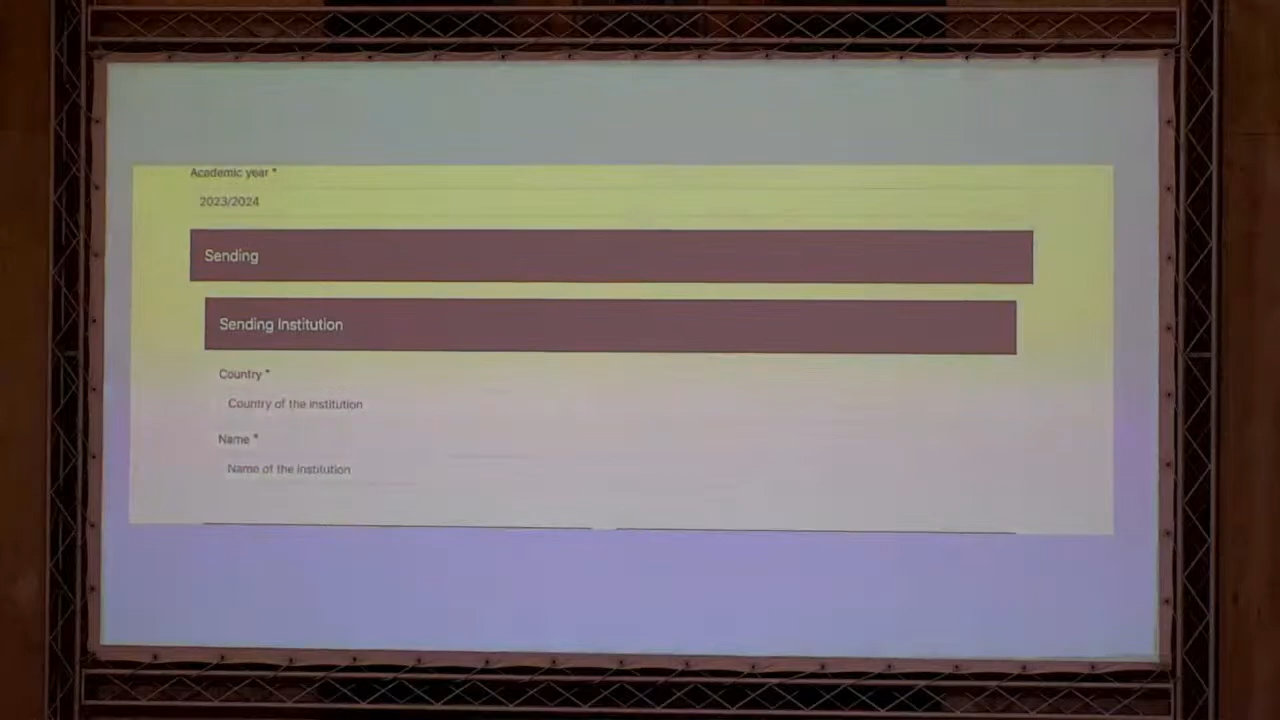 Academic year *
2023/2024
Sending
Sending Institution
Country *
Country of the institution
Name *
Name of the institution